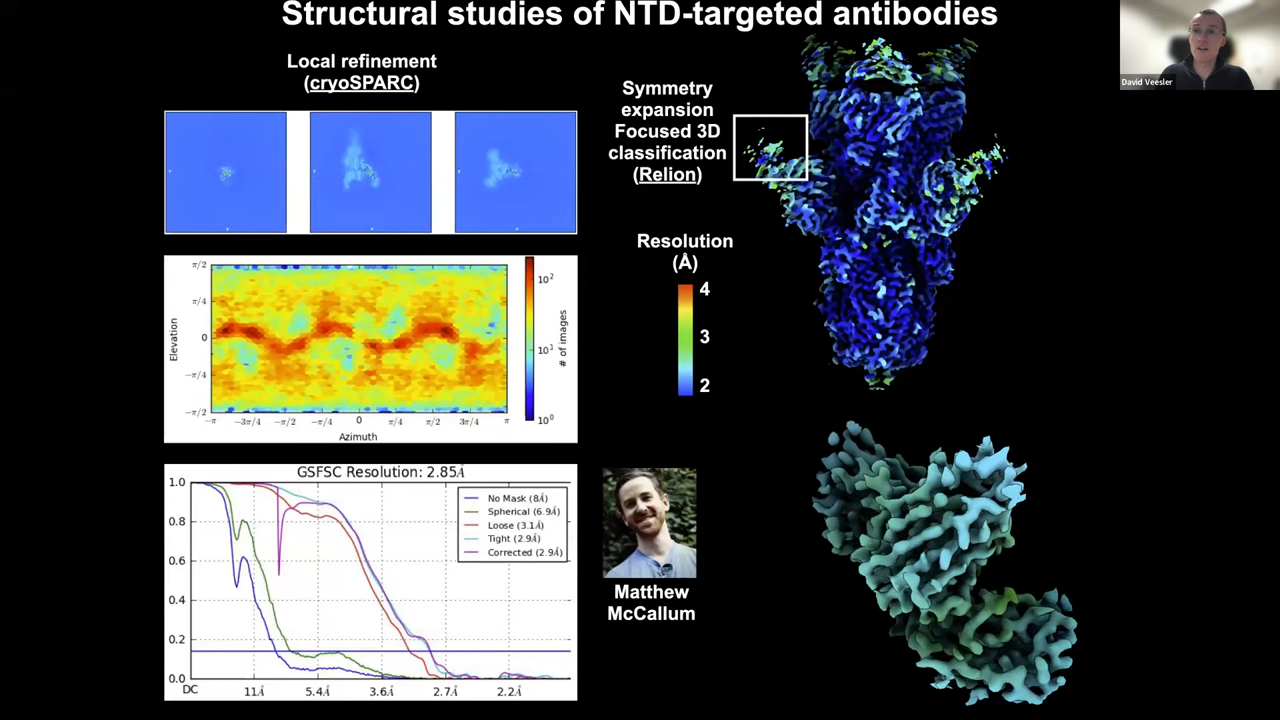 Structural studies of NTD-targeted antibodies
David Veesler
Local refinement
(cryoSPARC)
Symmetry
expansion
Focused 3D
classification
(Relion)
Resolution
(Å)
4
3
2
π/2
π/4
0
−π/4
−π/2
Elevation
−π
−3π/4
−π/2
−π/4
0
π/4
π/2
3π/4
π
Azimuth
10²
10¹
10⁰
# of images
GSFSC Resolution: 2.85Å
1.0
0.8
0.6
0.4
0.2
0.0
No Mask (8Å)
Spherical (6.9Å)
Loose (3.1Å)
Tight (2.9Å)
Corrected (2.9Å)
DC
11Å
5.4Å
3.6Å
2.7Å
2.2Å
Matthew
McCallum